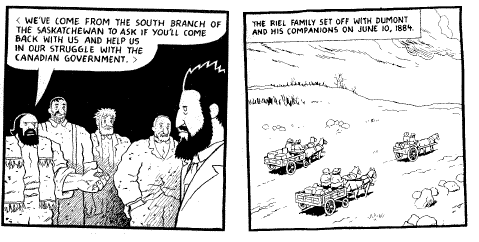 < WE'VE COME FROM THE SOUTH BRANCH OF
THE SASKATCHEWAN TO ASK IF YOU'LL COME
BACK WITH US AND HELP US
IN OUR STRUGGLE WITH THE
CANADIAN GOVERNMENT. >
THE RIEL FAMILY SET OFF WITH DUMONT
AND HIS COMPANIONS ON JUNE 10, 1884.